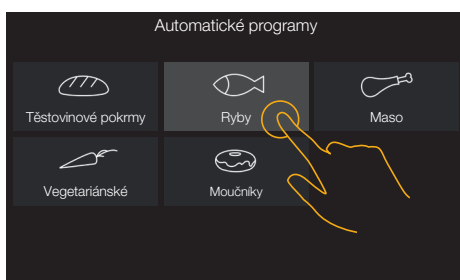 Automatické programy
Těstovinové pokrmy
Ryby
Maso
Vegetariánské
Moučníky